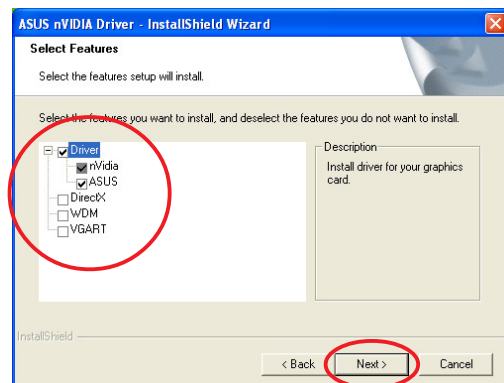 ASUS nVIDIA Driver - InstallShield Wizard
Select Features
Select the features setup will install.
Select the features you want to install, and deselect the features you do not want to install.
Driver
nVidia
ASUS
DirectX
WDM
VGART
Description
Install driver for your graphics
card.
InstallShield
< Back
Next >
Cancel